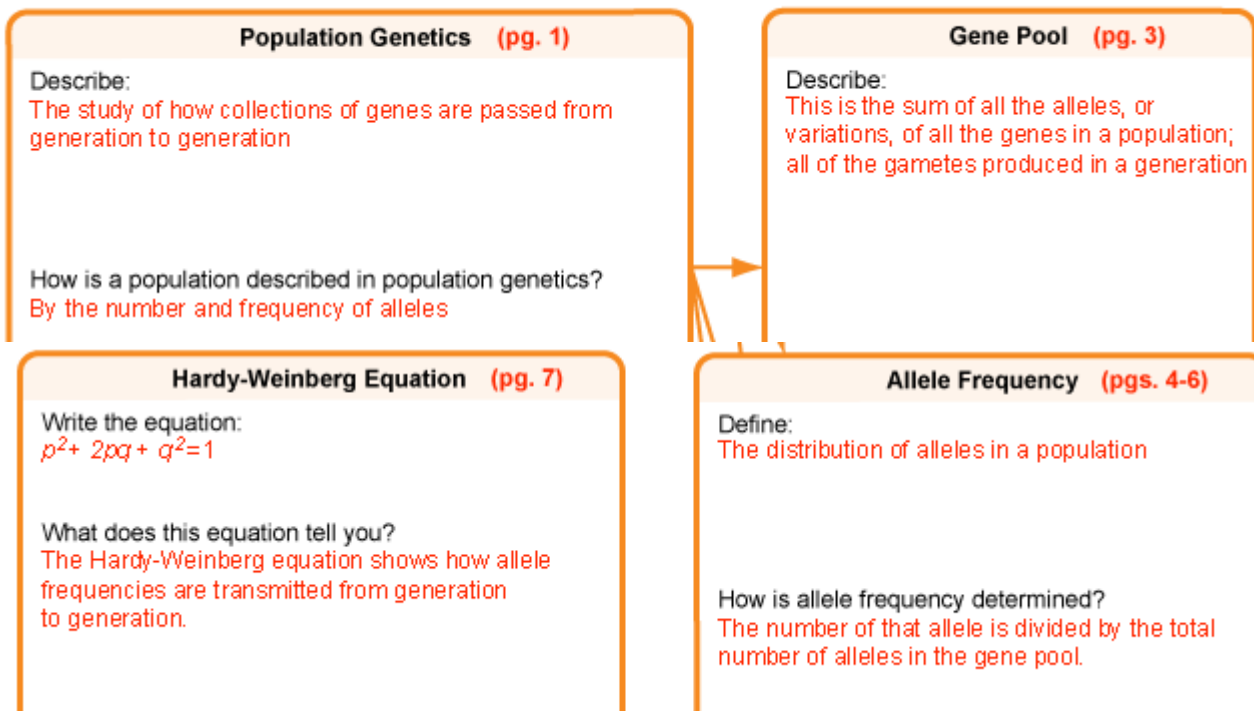 Population Genetics (pg. 1)
Describe:
The study of how collections of genes are passed from
generation to generation
How is a population described in population genetics?
By the number and frequency of alleles
Gene Pool (pg. 3)
Describe:
This is the sum of all the alleles, or
variations, of all the genes in a population;
all of the gametes produced in a generation
Hardy-Weinberg Equation (pg. 7)
Write the equation:
p²+ 2pq + q²=1
What does this equation tell you?
The Hardy-Weinberg equation shows how allele
frequencies are transmitted from generation
to generation.
Allele Frequency (pgs. 4-6)
Define:
The distribution of alleles in a population
How is allele frequency determined?
The number of that allele is divided by the total
number of alleles in the gene pool.